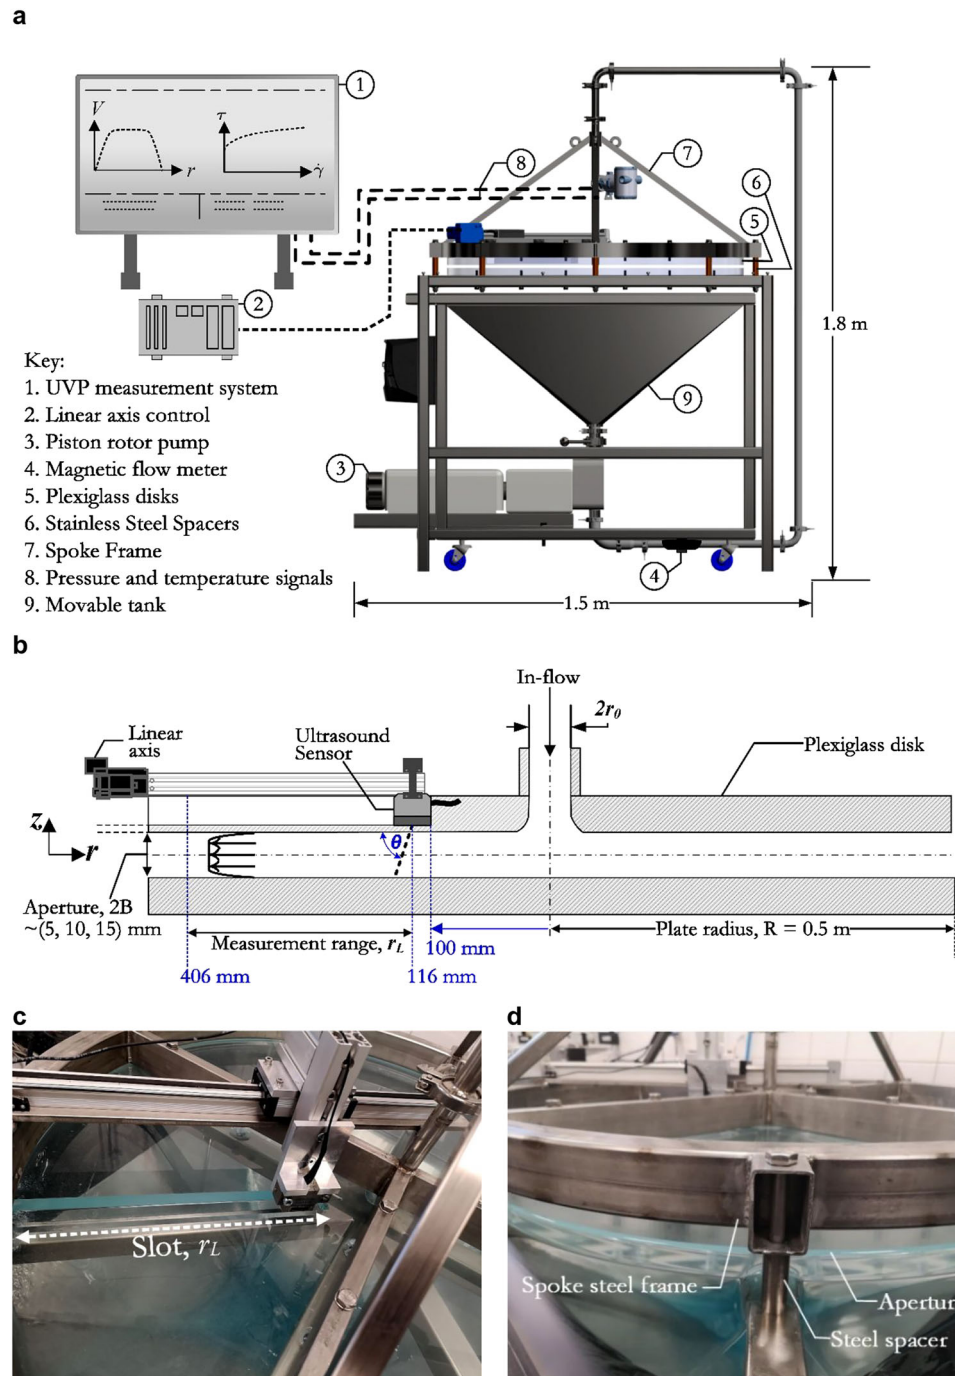 a
1
V
τ
r
γ̇
8
7
6
5
2
1.8 m
Key:
1. UVP measurement system
2. Linear axis control
3. Piston rotor pump
4. Magnetic flow meter
5. Plexiglass disks
6. Stainless Steel Spacers
7. Spoke Frame
8. Pressure and temperature signals
9. Movable tank
9
3
4
1.5 m
b
In-flow
2r₀
Linear
axis
Ultrasound
Sensor
Plexiglass disk
z
r
θ
Aperture, 2B
~(5, 10, 15) mm
Measurement range, r_L
100 mm
Plate radius, R = 0.5 m
406 mm
116 mm
c
Slot, r_L
d
Spoke steel frame
Apertur
Steel spacer